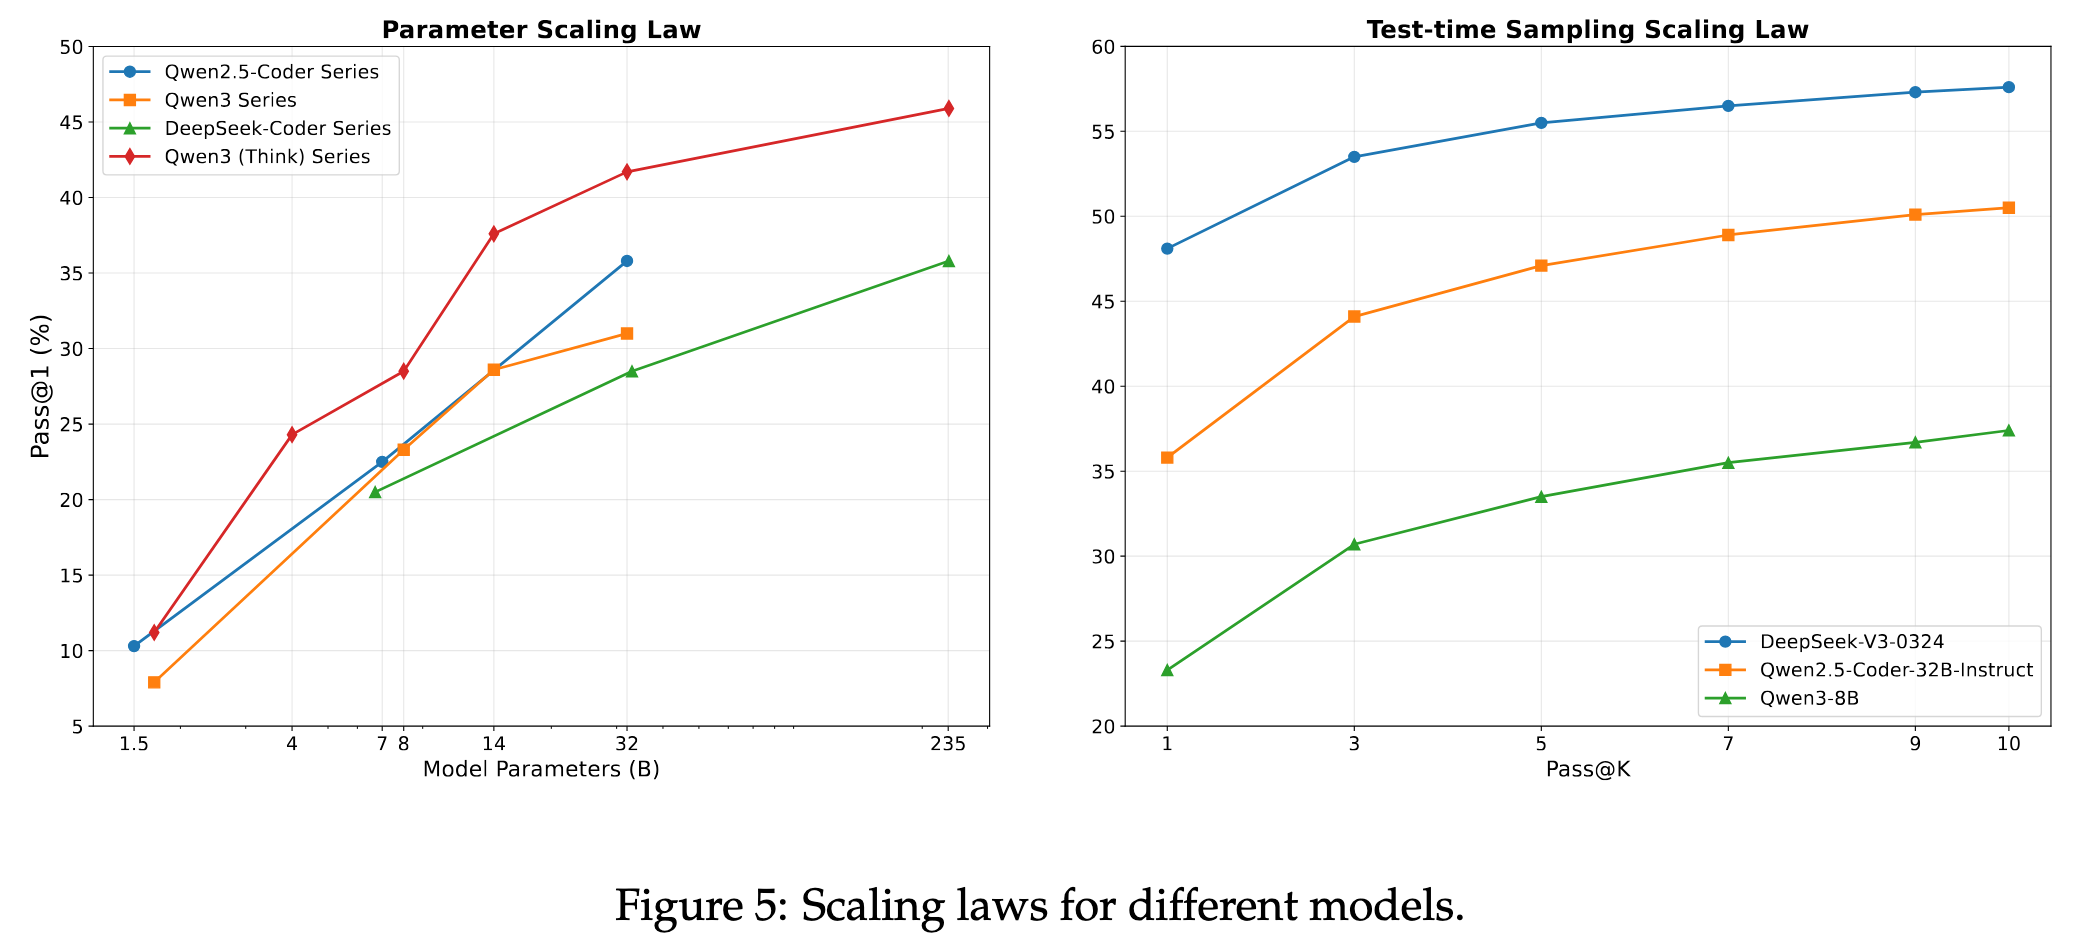 Parameter Scaling Law
50
45
40
35
30
25
20
15
10
5
Pass@1 (%)
Qwen2.5-Coder Series
Qwen3 Series
DeepSeek-Coder Series
Qwen3 (Think) Series
1.5 4 7 8 14 32 235
Model Parameters (B)
Test-time Sampling Scaling Law
60
55
50
45
40
35
30
25
20
DeepSeek-V3-0324
Qwen2.5-Coder-32B-Instruct
Qwen3-8B
1 3 5 7 9 10
Pass@K
Figure 5: Scaling laws for different models.